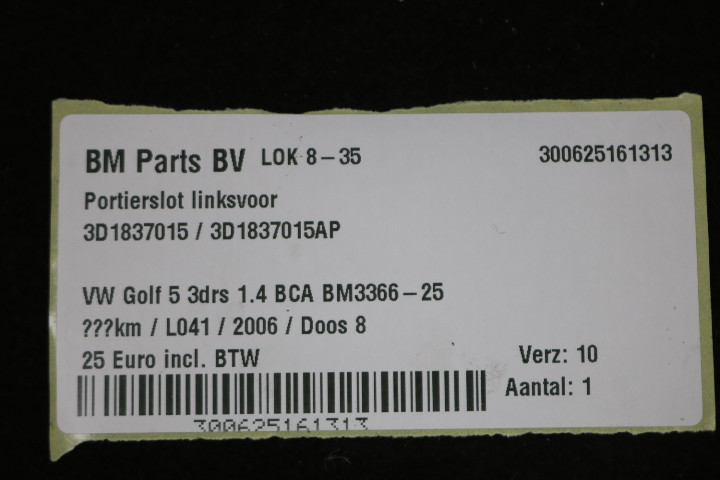 BM Parts BV LOK 8-35 300625161313
Portierslot linksvoor
3D1837015 / 3D1837015AP
VW Golf 5 3drs 1.4 BCA BM3366-25
???km / L041 / 2006 / Doos 8
25 Euro incl. BTW Verz: 10
Aantal: 1
300625161313